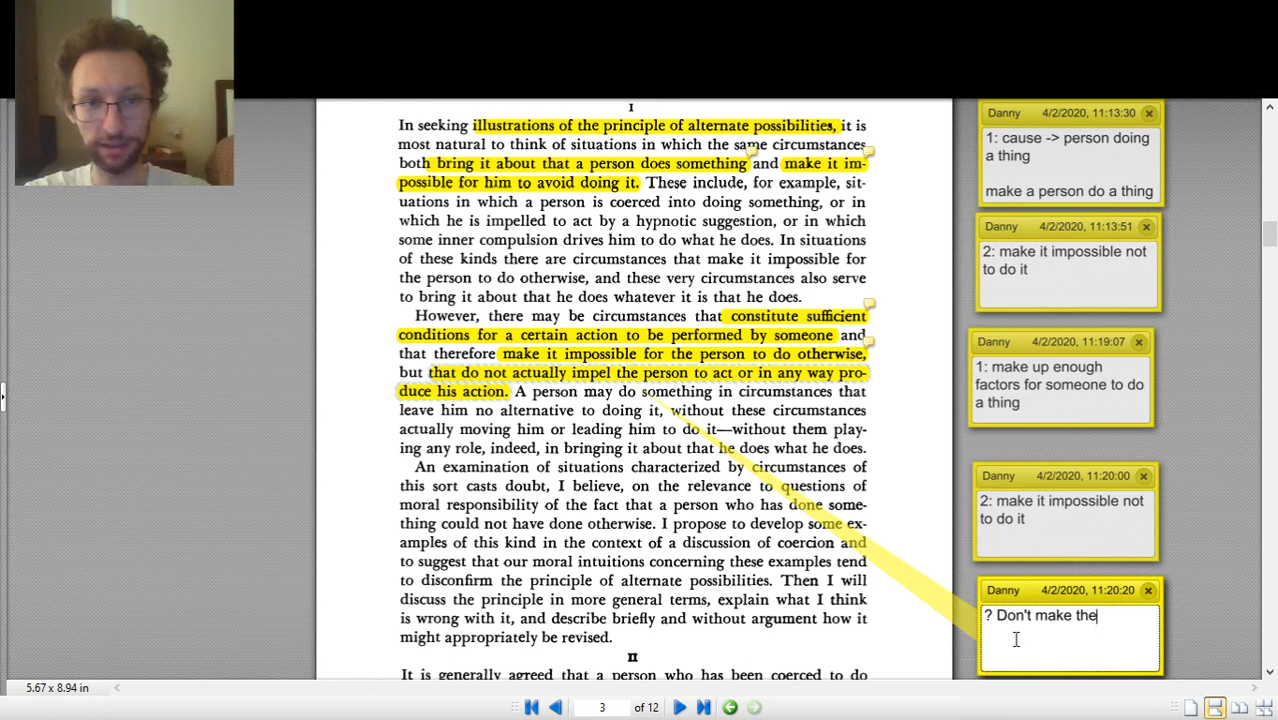 I
In seeking illustrations of the principle of alternate possibilities, it is
most natural to think of situations in which the same circumstances
both bring it about that a person does something and make it im-
possible for him to avoid doing it. These include, for example, sit-
uations in which a person is coerced into doing something, or in
which he is impelled to act by a hypnotic suggestion, or in which
some inner compulsion drives him to do what he does. In situations
of these kinds there are circumstances that make it impossible for
the person to do otherwise, and these very circumstances also serve
to bring it about that he does whatever it is that he does.
However, there may be circumstances that constitute sufficient
conditions for a certain action to be performed by someone and
that therefore make it impossible for the person to do otherwise,
but that do not actually impel the person to act or in any way pro-
duce his action. A person may do something in circumstances that
leave him no alternative to doing it, without these circumstances
actually moving him or leading him to do it—without them play-
ing any role, indeed, in bringing it about that he does what he does.
An examination of situations characterized by circumstances of
this sort casts doubt, I believe, on the relevance to questions of
moral responsibility of the fact that a person who has done some-
thing could not have done otherwise. I propose to develop some ex-
amples of this kind in the context of a discussion of coercion and
to suggest that our moral intuitions concerning these examples tend
to disconfirm the principle of alternate possibilities. Then I will
discuss the principle in more general terms, explain what I think
is wrong with it, and describe briefly and without argument how it
might appropriately be revised.
II
It is generally agreed that a person who has been coerced to do
Danny 4/2/2020, 11:13:30
1: cause -> person doing
a thing
make a person do a thing
Danny 4/2/2020, 11:13:51
2: make it impossible not
to do it
Danny 4/2/2020, 11:19:07
1: make up enough
factors for someone to do
a thing
Danny 4/2/2020, 11:20:00
2: make it impossible not
to do it
Danny 4/2/2020, 11:20:20
? Don't make the
5.67 x 8.94 in
3 of 12